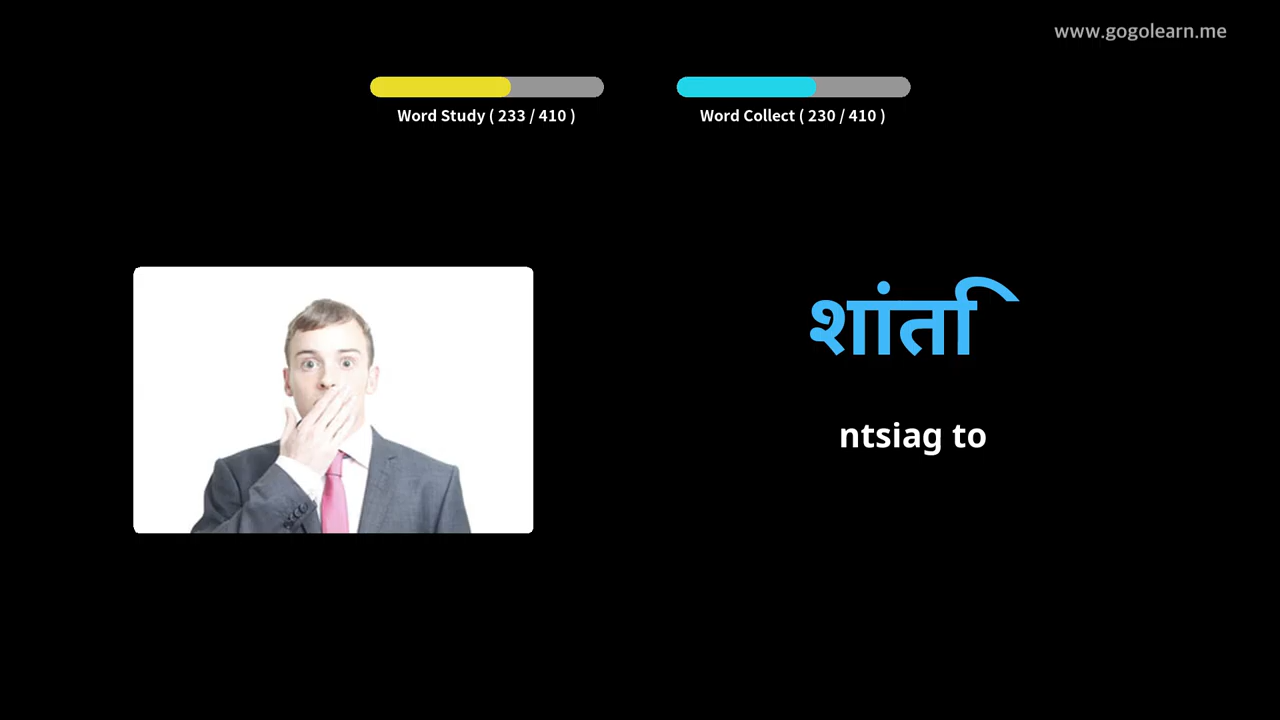 www.gogolearn.me
Word Study ( 233 / 410 )
Word Collect ( 230 / 410 )
शांति
ntsiag to